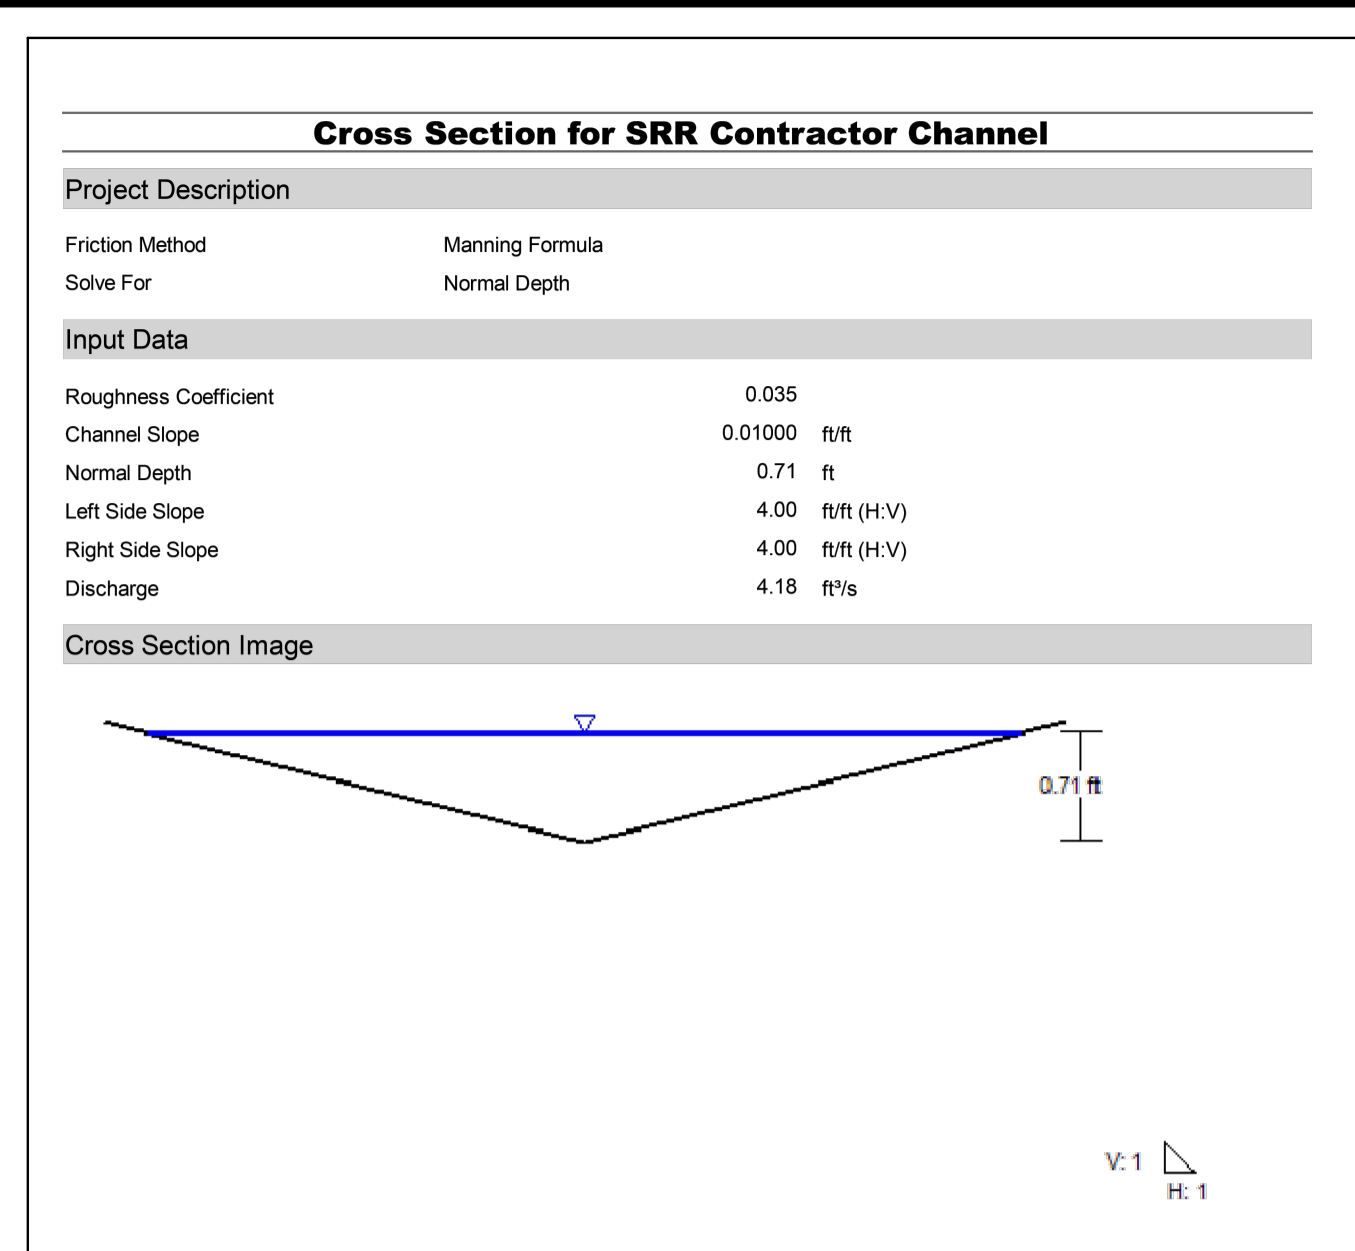 Cross Section for SRR Contractor Channel
Project Description
Friction Method Manning Formula
Solve For Normal Depth
Input Data
Roughness Coefficient 0.035
Channel Slope 0.01000 ft/ft
Normal Depth 0.71 ft
Left Side Slope 4.00 ft/ft (H:V)
Right Side Slope 4.00 ft/ft (H:V)
Discharge 4.18 ft³/s
Cross Section Image
0.71 ft
V: 1
H: 1